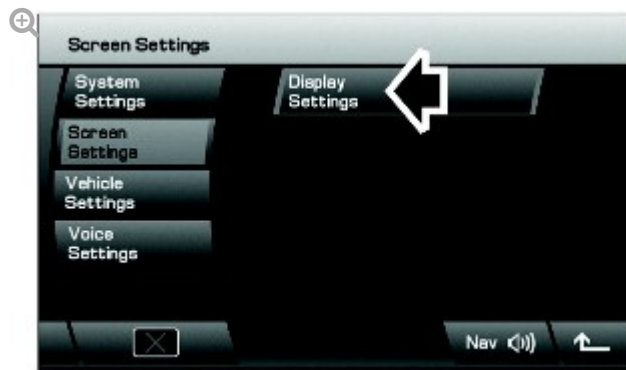 Screen Settings
System
Settings
Display
Settings
Screen
Settings
Vehicle
Settings
Voice
Settings
Nav